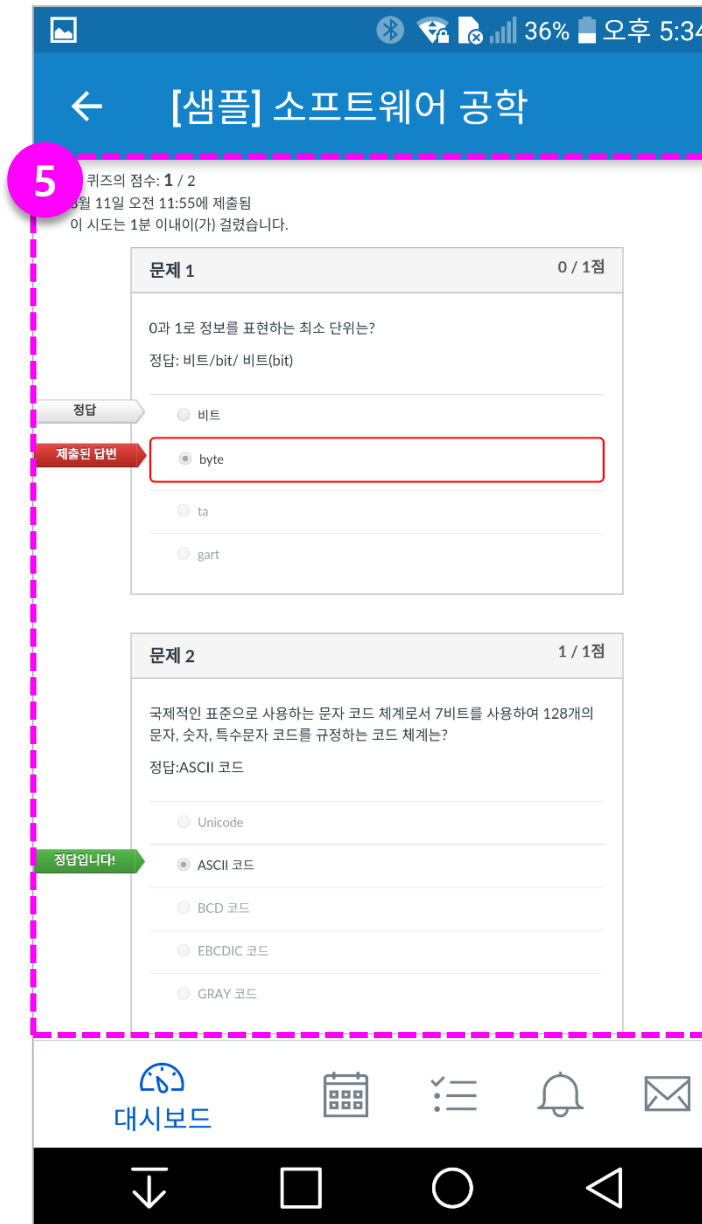 36% 오후 5:34
[샘플] 소프트웨어 공학
5
퀴즈의 점수: 1 / 2
월 11일 오전 11:55에 제출됨
이 시도는 1분 이내이(가) 걸렸습니다.
문제 1 0 / 1점
0과 1로 정보를 표현하는 최소 단위는?
정답: 비트/bit/ 비트(bit)
정답 비트
제출된 답변 byte
ta
gart
문제 2 1 / 1점
국제적인 표준으로 사용하는 문자 코드 체계로서 7비트를 사용하여 128개의
문자, 숫자, 특수문자 코드를 규정하는 코드 체계는?
정답:ASCII 코드
Unicode
정답입니다! ASCII 코드
BCD 코드
EBCDIC 코드
GRAY 코드
대시보드